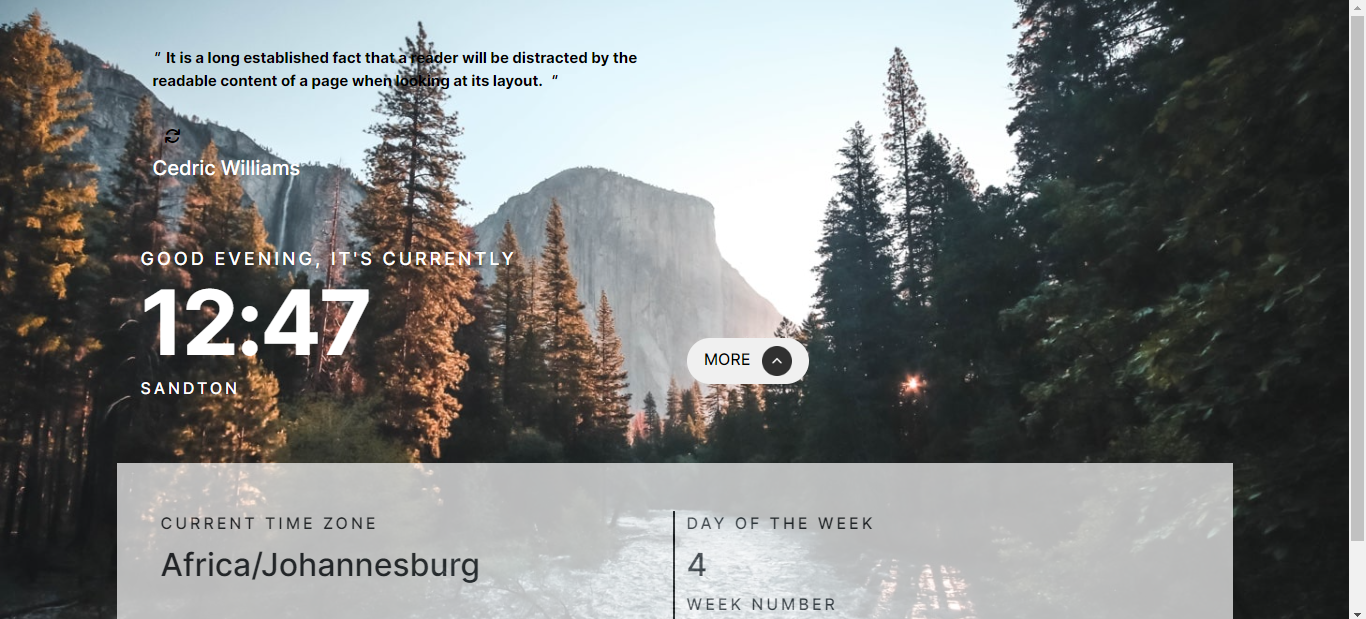 " It is a long established fact that a reader will be distracted by the
readable content of a page when looking at its layout. "
Cedric Williams
GOOD EVENING, IT'S CURRENTLY
12:47
SANDTON
MORE
CURRENT TIME ZONE
Africa/Johannesburg
DAY OF THE WEEK
4
WEEK NUMBER